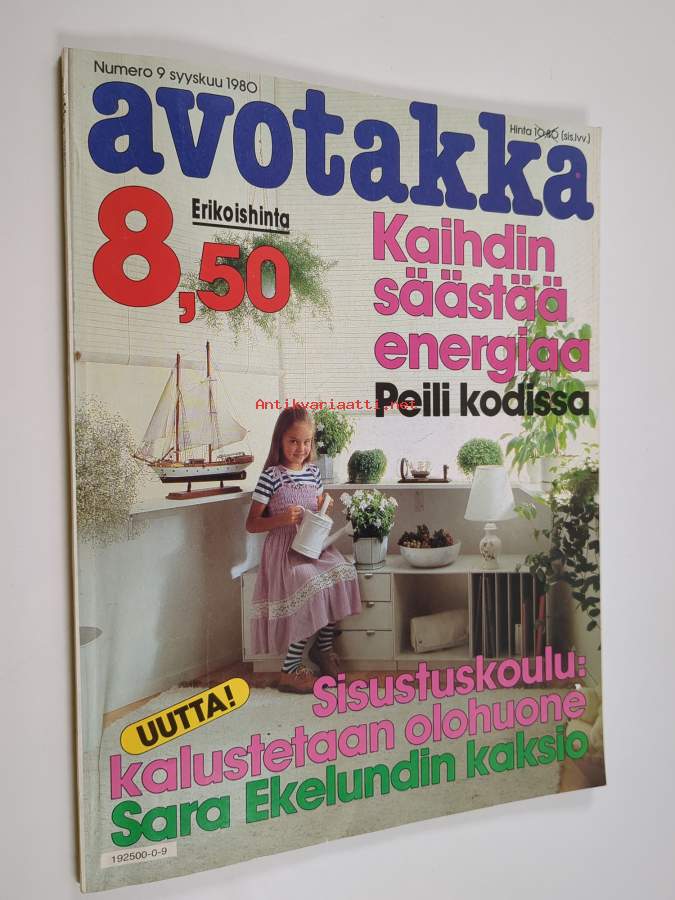 Numero 9 syyskuu 1980
avotakka
Hinta 10,80 (sis.lvv.)
Erikoishinta
8,50
Kaihdin
säästää
energiaa
Peili kodissa
Antikvariaatti.net
UUTTA!
Sisustuskoulu:
kalustetaan olohuone
Sara Ekelundin kaksio
192500-0-9